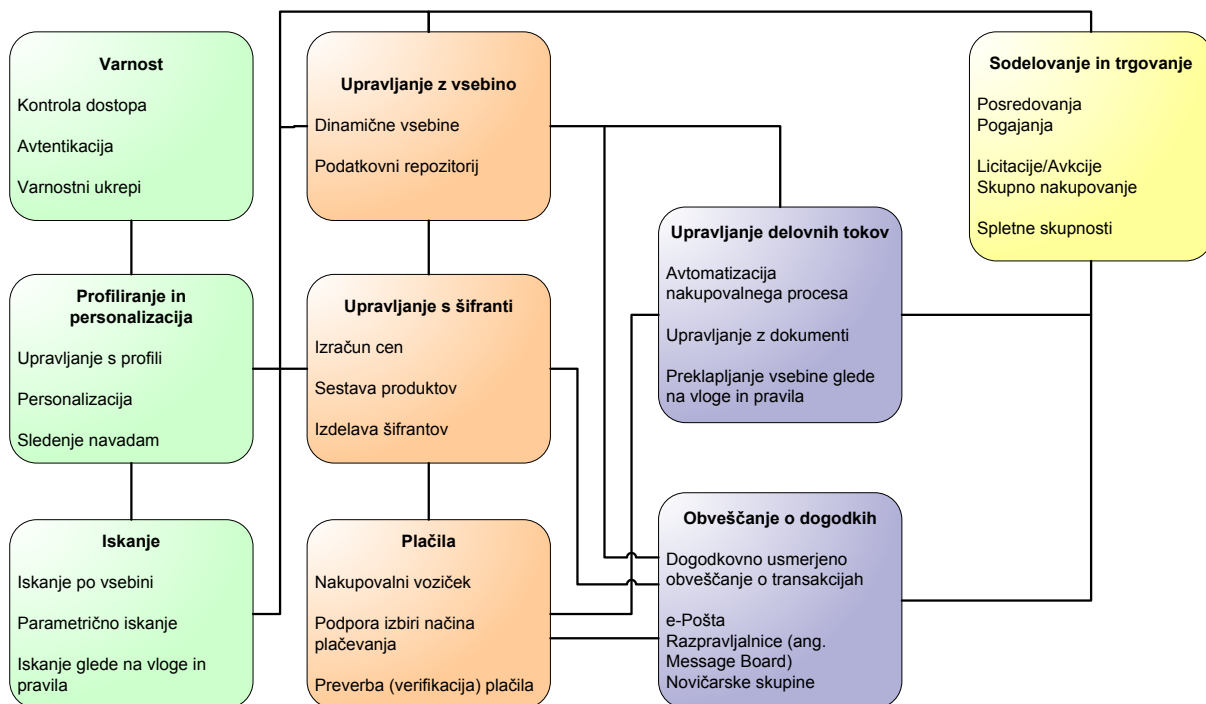 Varnost
Kontrola dostopa
Avtentikacija
Varnostni ukrepi
Profiliranje in
personalizacija
Upravljanje s profili
Personalizacija
Sledenje navadam
Iskanje
Iskanje po vsebini
Parametrično iskanje
Iskanje glede na vloge in
pravila
Upravljanje z vsebino
Dinamične vsebine
Podatkovni repozitorij
Upravljanje s šifranti
Izračun cen
Sestava produktov
Izdelava šifrantov
Plačila
Nakupovalni voziček
Podpora izbiri načina
plačevanja
Preverba (verifikacija) plačila
Upravljanje delovnih tokov
Avtomatizacija
nakupovalnega procesa
Upravljanje z dokumenti
Preklapljanje vsebine glede
na vloge in pravila
Obveščanje o dogodkih
Dogodkovno usmerjeno
obveščanje o transakcijah
e-Pošta
Razpravljalnice (ang.
Message Board)
Novičarske skupine
Sodelovanje in trgovanje
Posredovanja
Pogajanja
Licitacije/Avkcije
Skupno nakupovanje
Spletne skupnosti